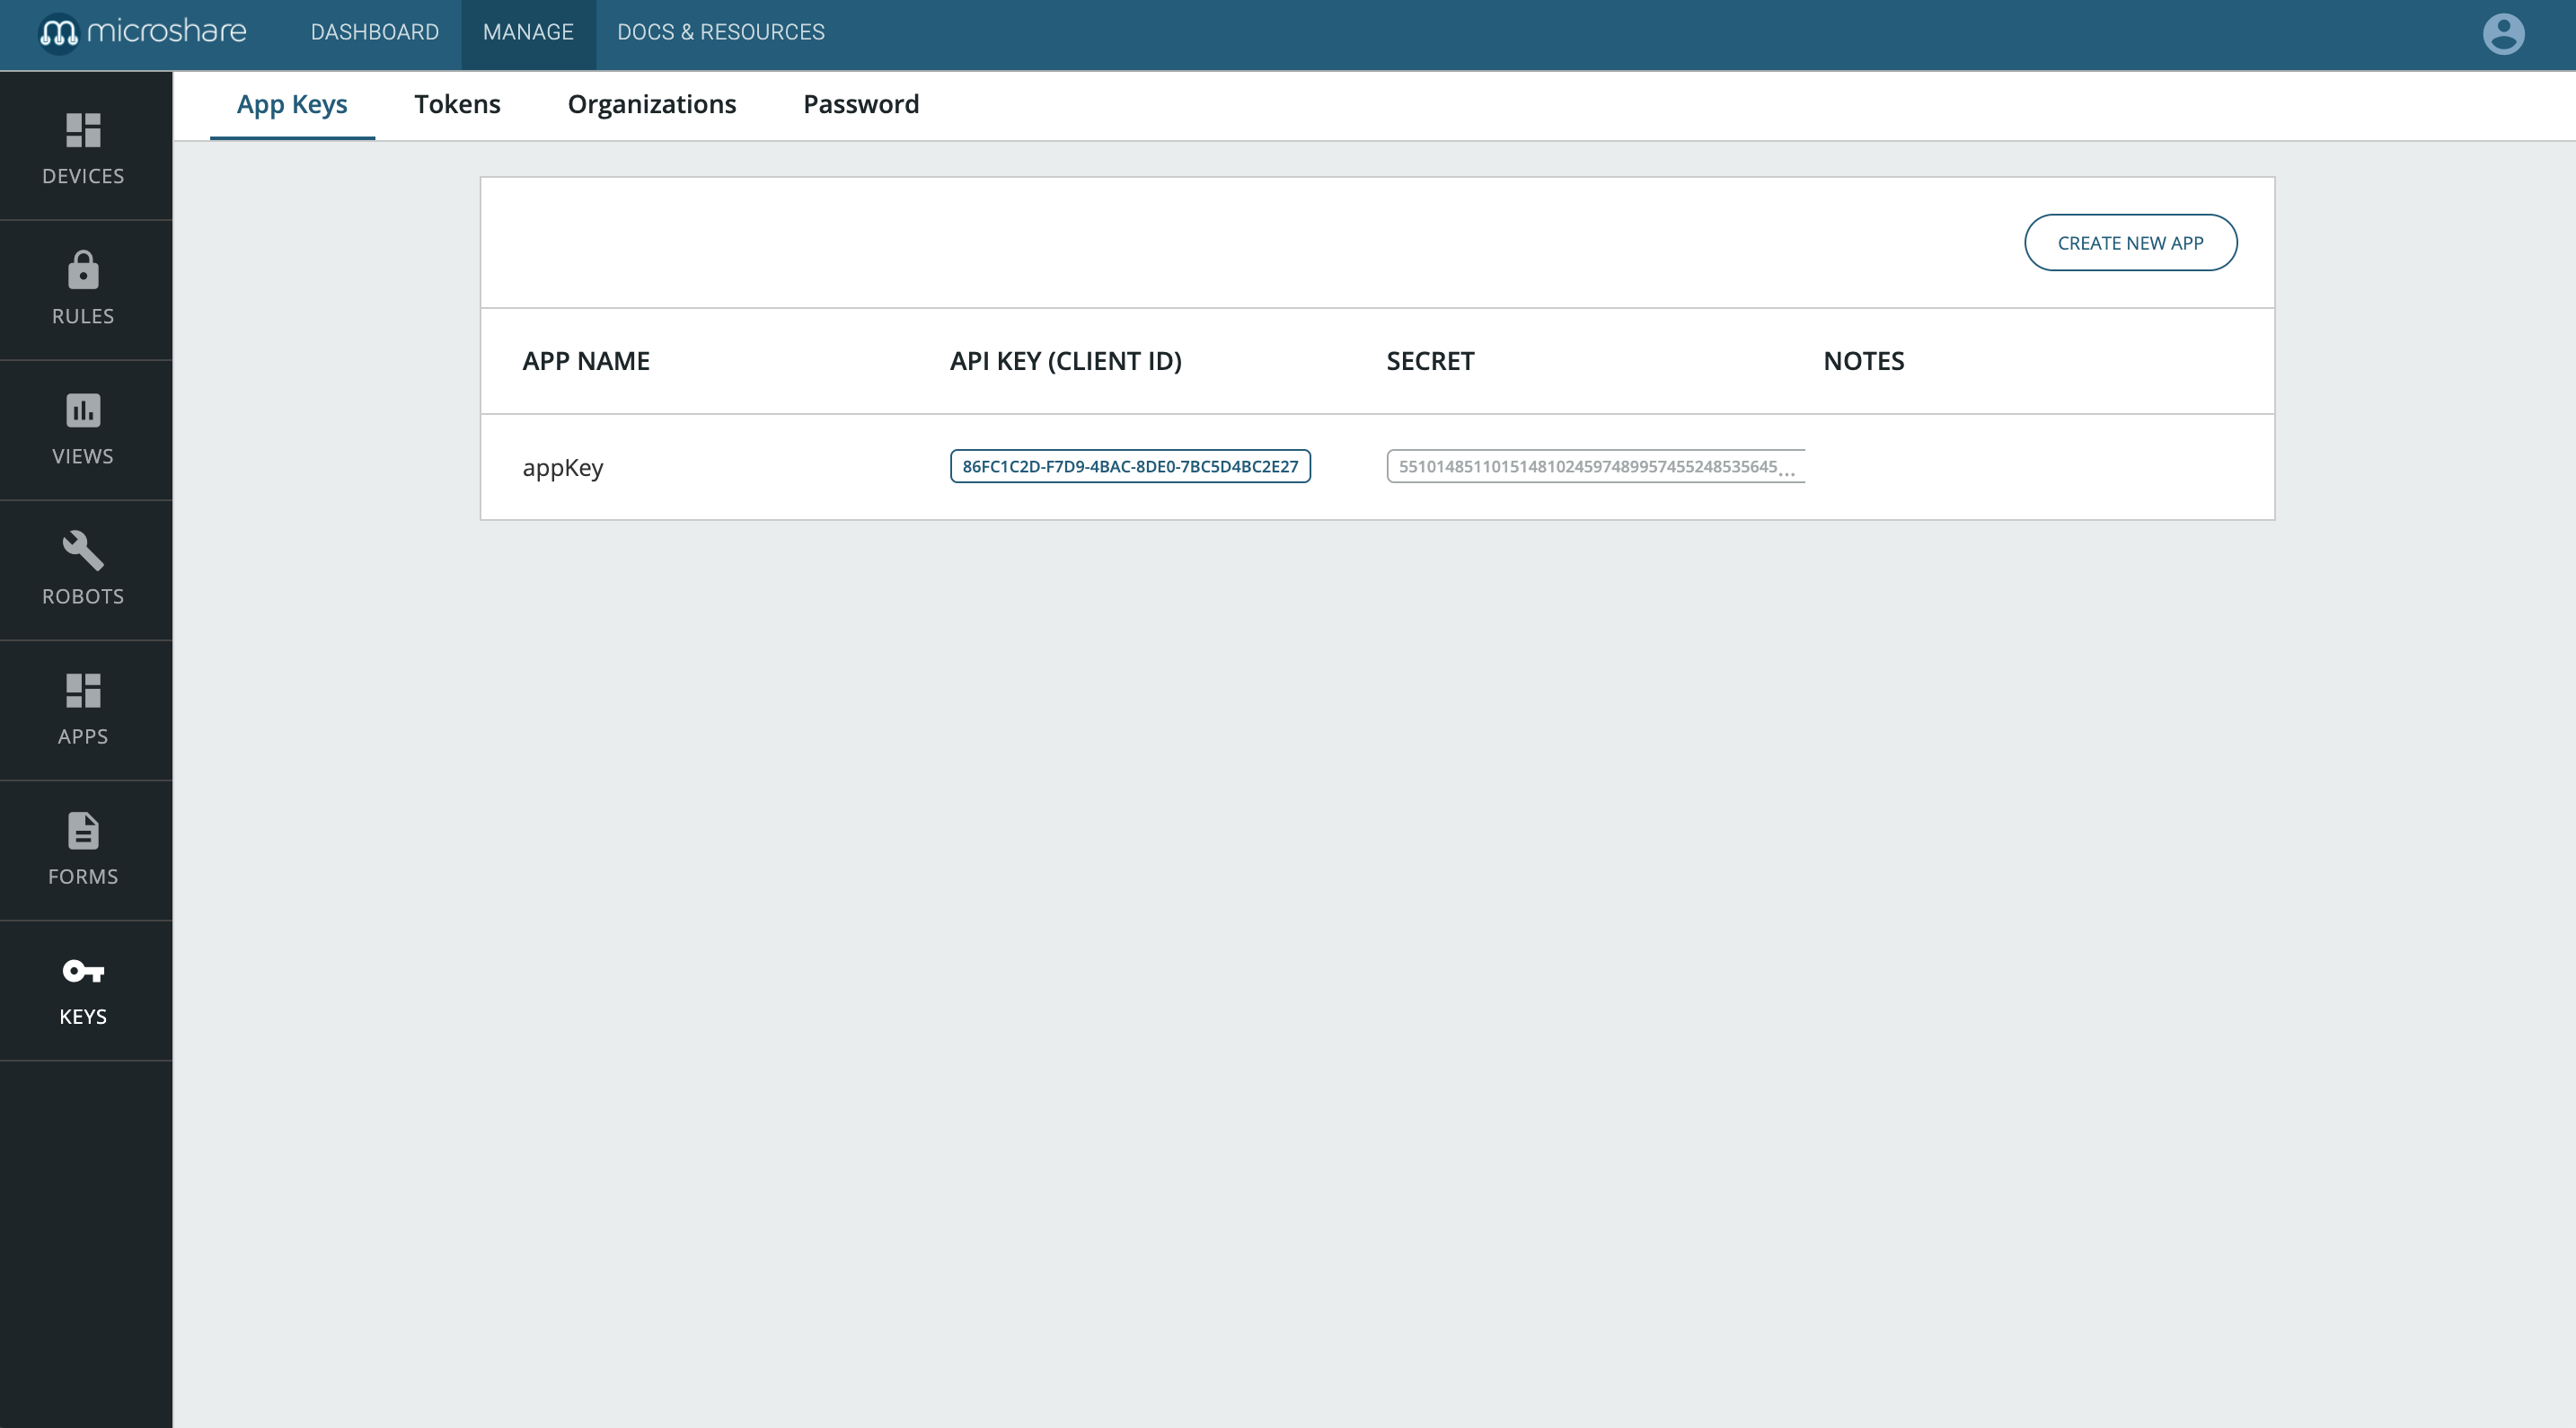 microshare
DASHBOARD
MANAGE
DOCS & RESOURCES
DEVICES
RULES
VIEWS
ROBOTS
APPS
FORMS
KEYS
App Keys
Tokens
Organizations
Password
CREATE NEW APP
APP NAME
API KEY (CLIENT ID)
SECRET
NOTES
appKey
86FC1C2D-F7D9-4BAC-8DE0-7BC5D4BC2E27
55101485110151481024597489957455248535645...